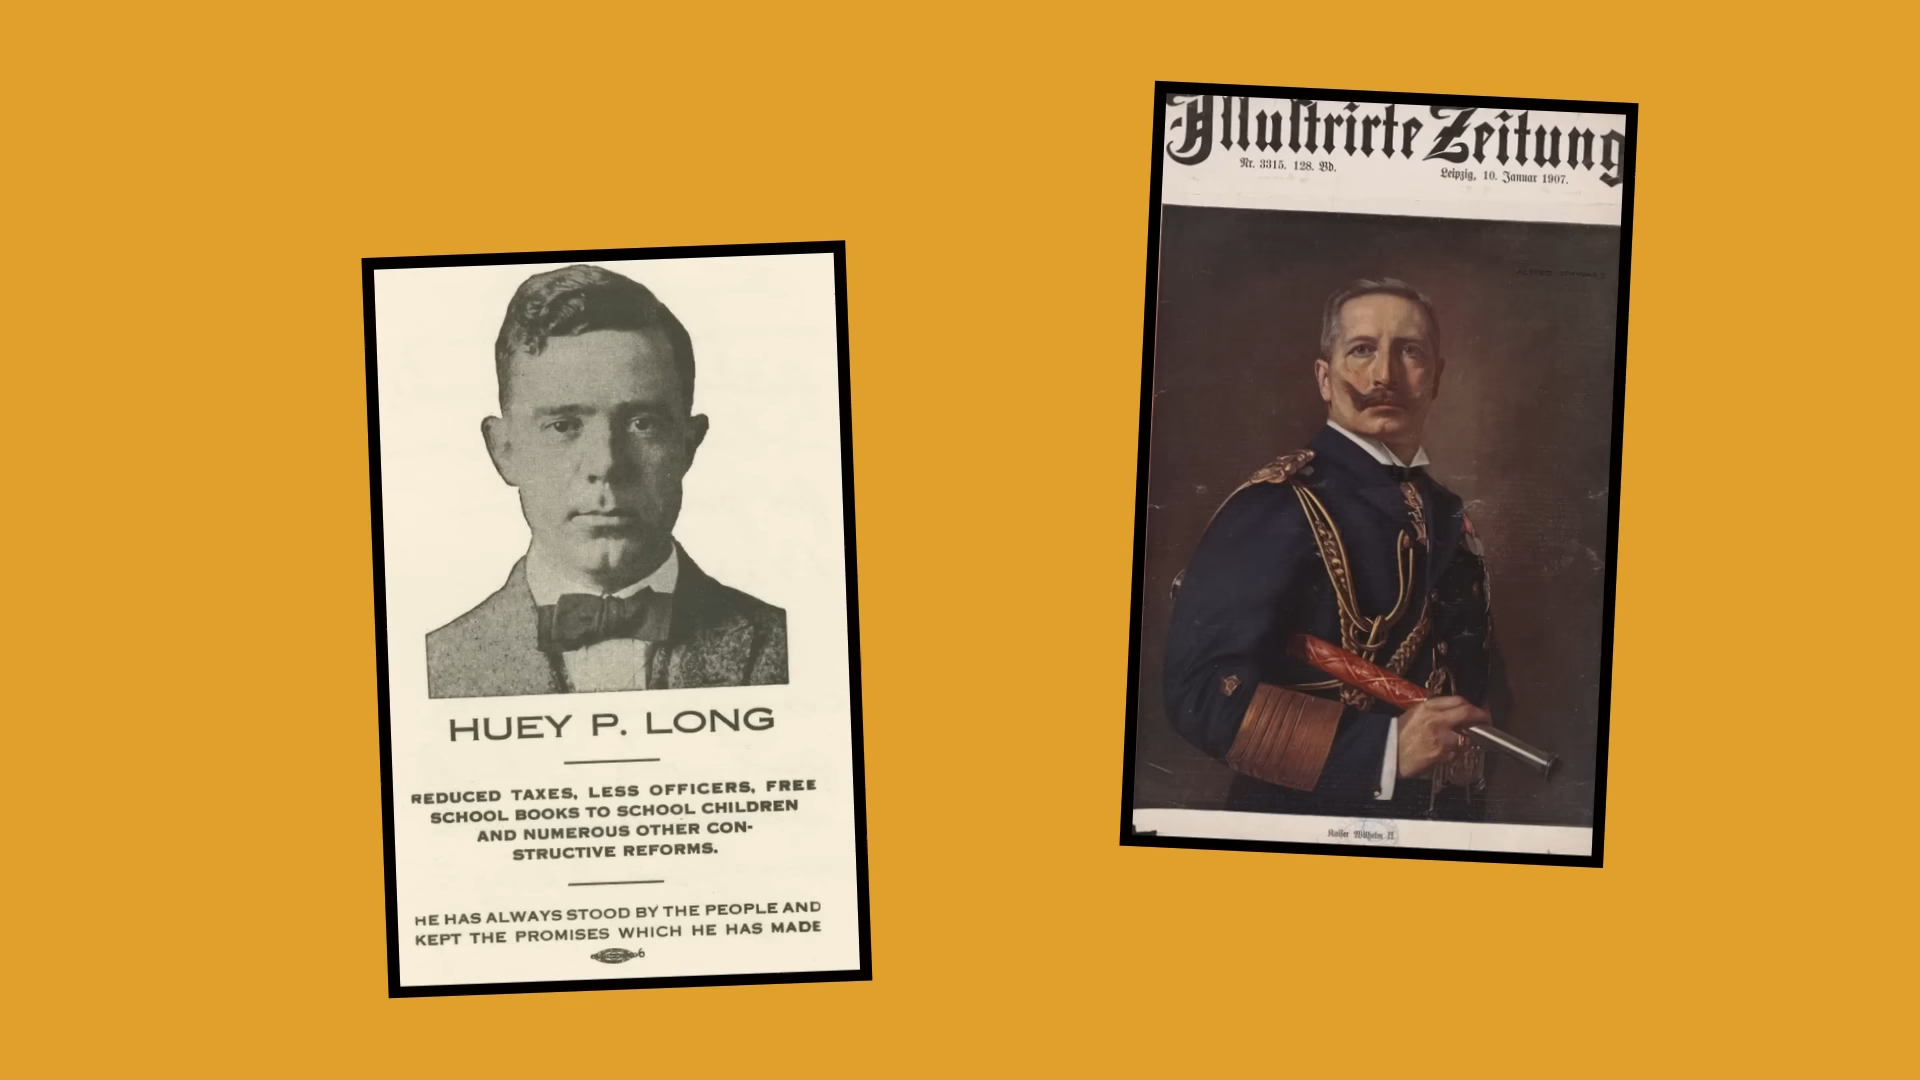 HUEY P. LONG
REDUCED TAXES, LESS OFFICERS, FREE
SCHOOL BOOKS TO SCHOOL CHILDREN
AND NUMEROUS OTHER CON-
STRUCTIVE REFORMS.
HE HAS ALWAYS STOOD BY THE PEOPLE AND
KEPT THE PROMISES WHICH HE HAS MADE
6
Illustrirte Zeitung
Nr. 3315. 128. Bd.
Leipzig, 10. Januar 1907.
Kaiser Wilhelm II.